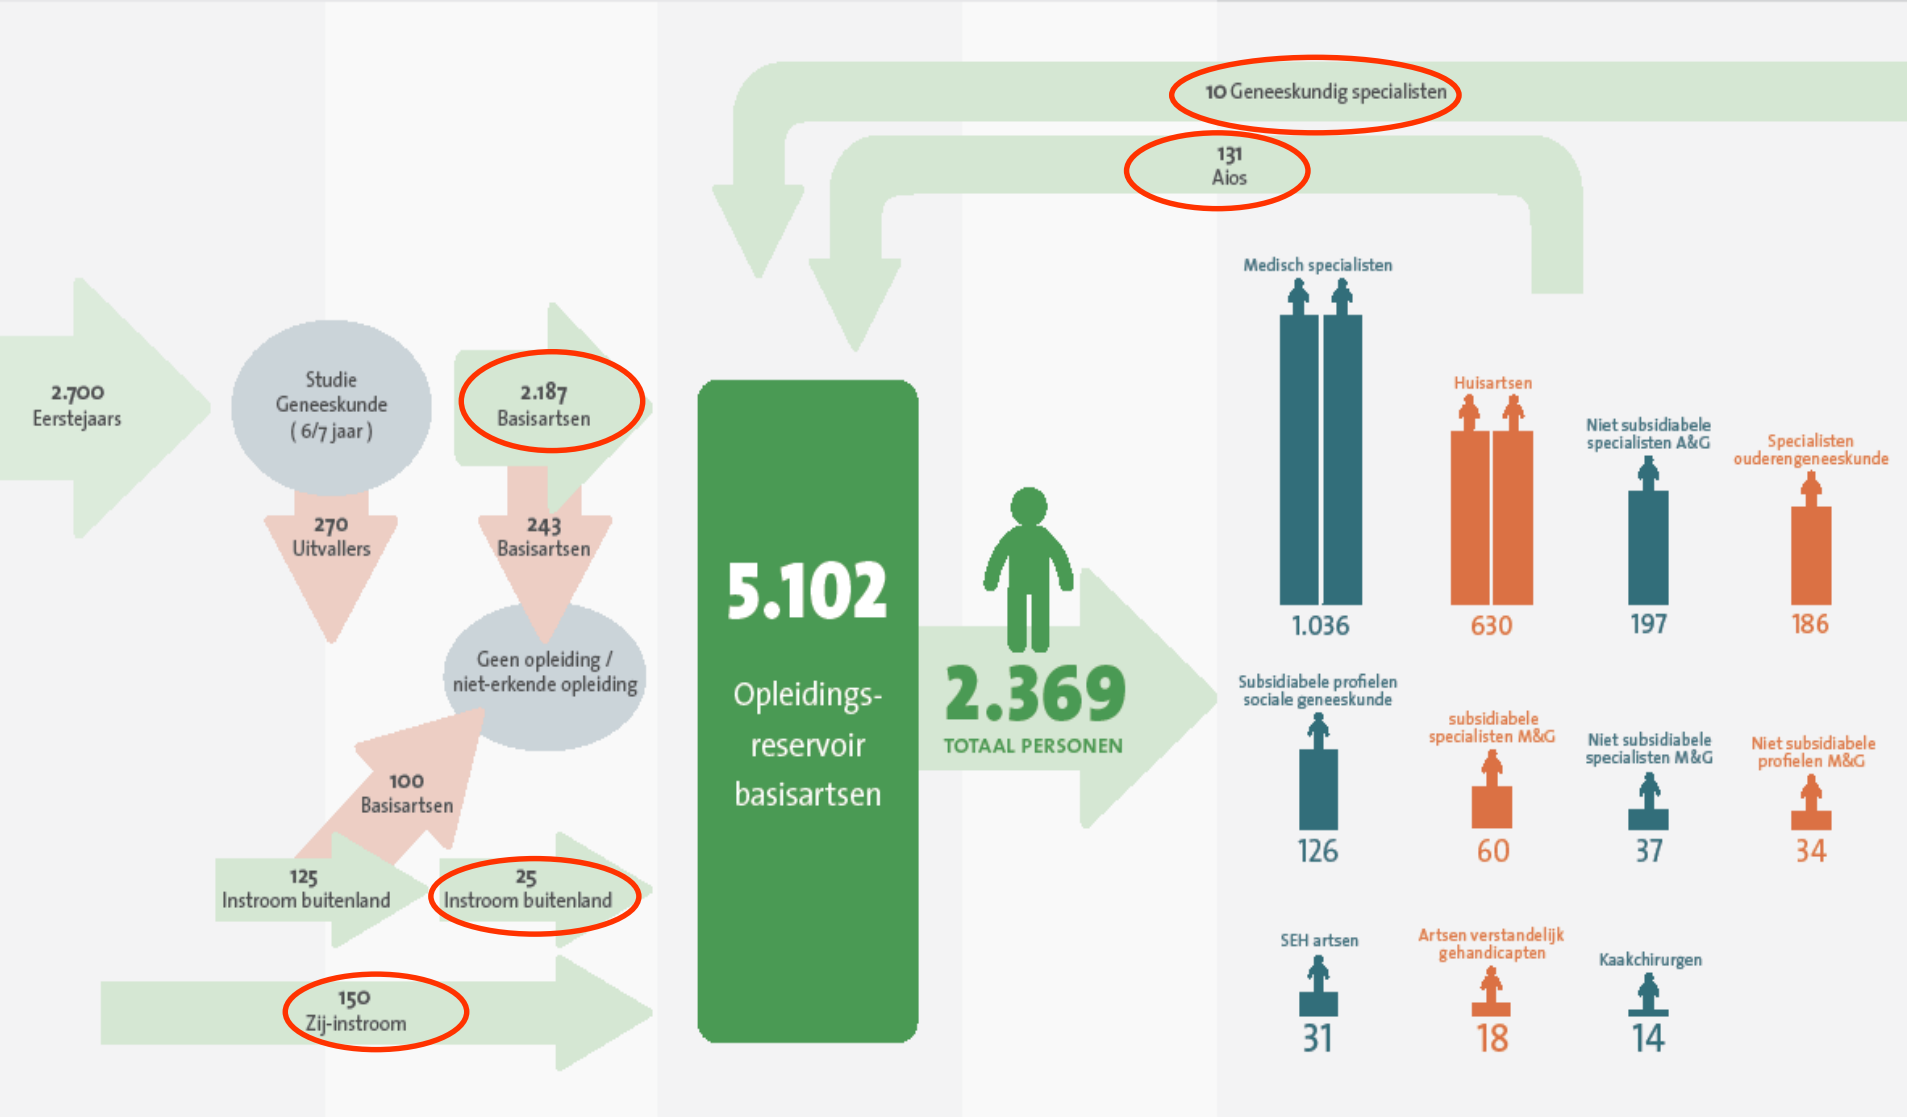 10 Geneeskundig specialisten
131
Aios
2.700
Eerstejaars
Studie
Geneeskunde
( 6/7 jaar )
2.187
Basisartsen
270
Uitvallers
243
Basisartsen
Geen opleiding /
niet-erkende opleiding
100
Basisartsen
125
Instroom buitenland
25
Instroom buitenland
150
Zij-instroom
5.102
Opleidings-
reservoir
basisartsen
2.369
TOTAAL PERSONEN
Medisch specialisten
1.036
Huisartsen
630
Niet subsidiabele
specialisten A&G
197
Specialisten
ouderengeneeskunde
186
Subsidiabele profielen
sociale geneeskunde
126
subsidiabele
specialisten M&G
60
Niet subsidiabele
specialisten M&G
37
Niet subsidiabele
profielen M&G
34
SEH artsen
31
Artsen verstandelijk
gehandicapten
18
Kaakchirurgen
14